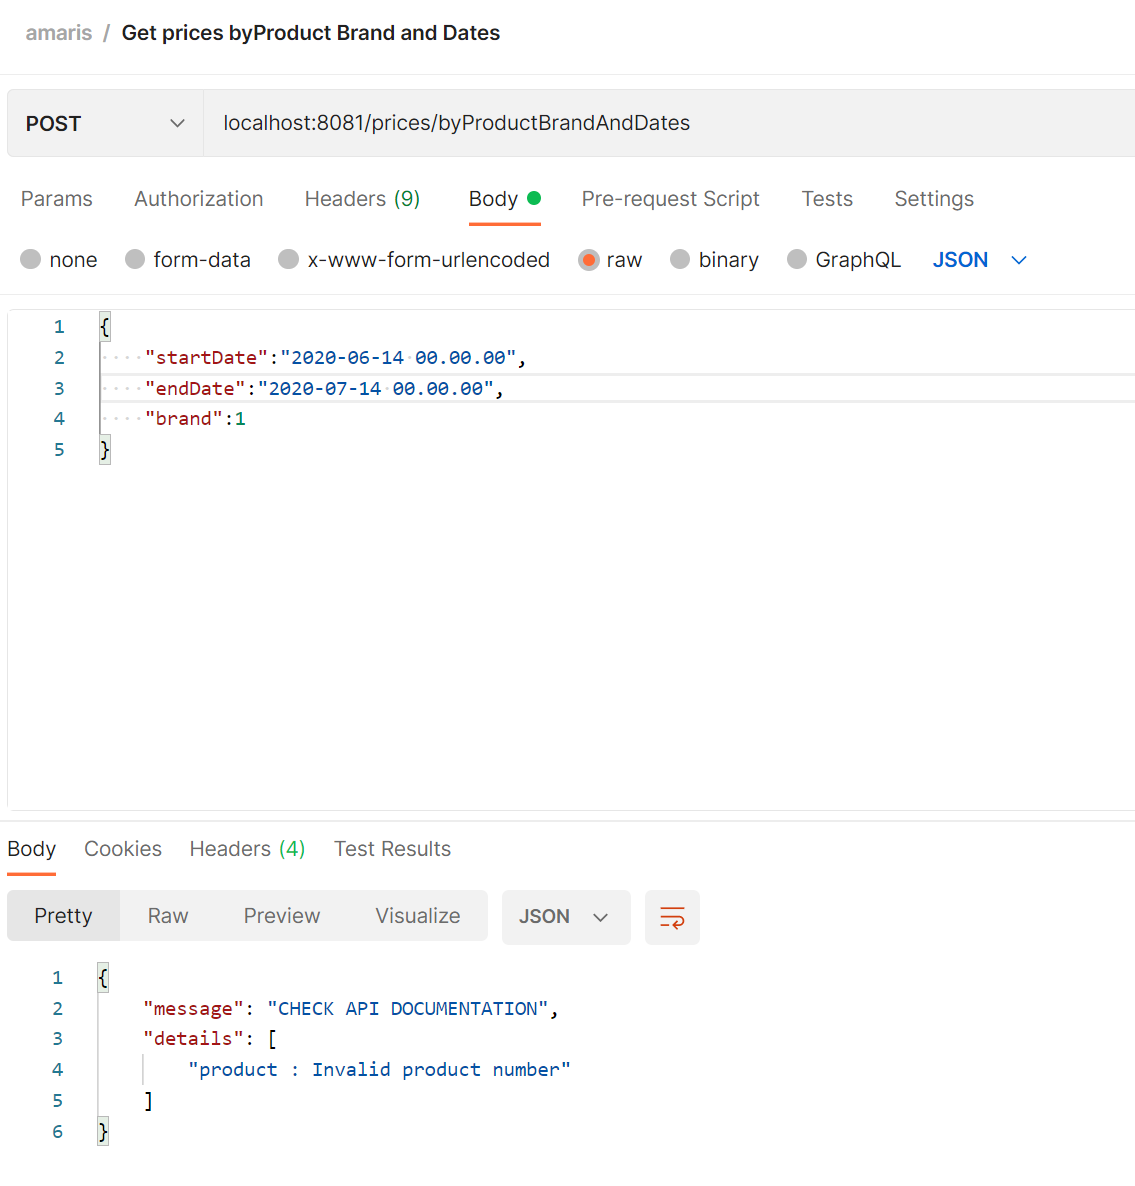 amaris / Get prices byProduct Brand and Dates
POST localhost:8081/prices/byProductBrandAndDates
Params Authorization Headers (9) Body Pre-request Script Tests Settings
none form-data x-www-form-urlencoded raw binary GraphQL JSON
1 {
2 "startDate":"2020-06-14 00.00.00",
3 "endDate":"2020-07-14 00.00.00",
4 "brand":1
5 }
Body Cookies Headers (4) Test Results
Pretty Raw Preview Visualize JSON
1 {
2 "message": "CHECK API DOCUMENTATION",
3 "details": [
4 "product : Invalid product number"
5 ]
6 }